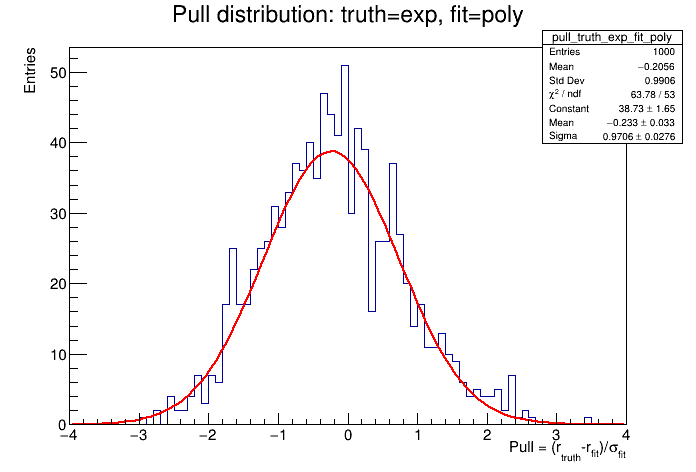 Pull distribution: truth=exp, fit=poly
pull_truth_exp_fit_poly
Entries 1000
Mean −0.2056
Std Dev 0.9906
χ² / ndf 63.78 / 53
Constant 38.73 ± 1.65
Mean −0.233 ± 0.033
Sigma 0.9706 ± 0.0276
Entries
50
40
30
20
10
0
−4 −3 −2 −1 0 1 2 3 4
Pull = (r_truth-r_fit)/σ_fit